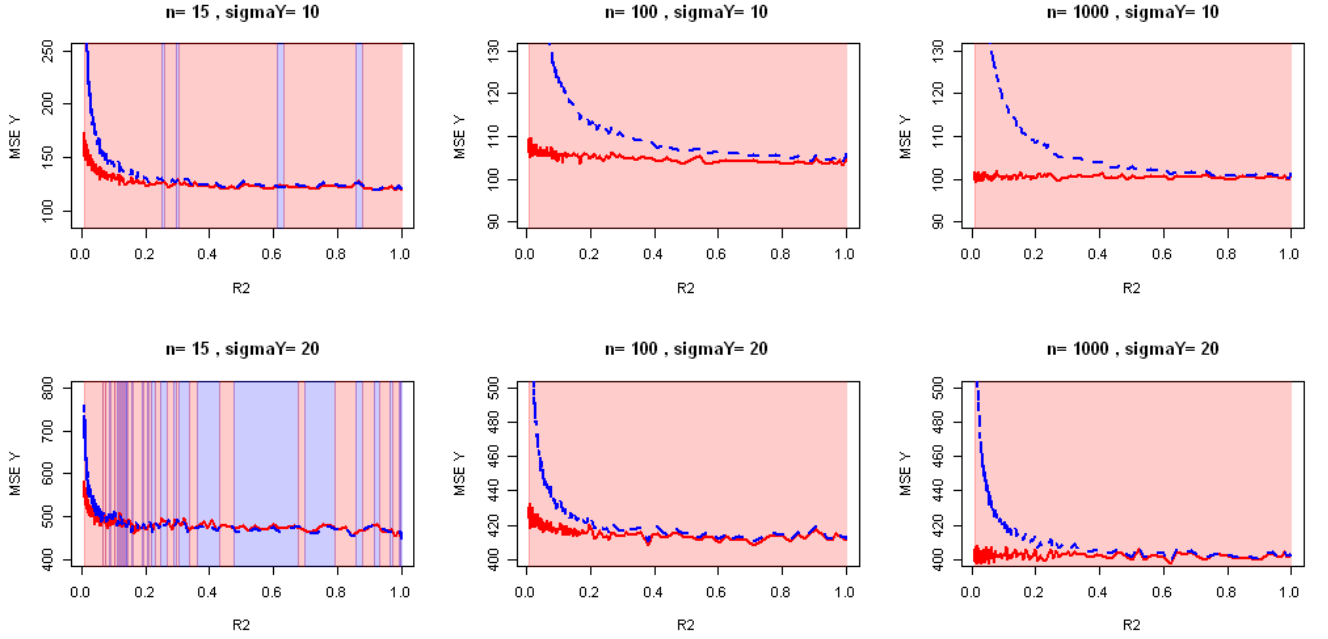 n= 15 , sigmaY= 10
MSE Y
250
200
150
100
0.0 0.2 0.4 0.6 0.8 1.0
R2
n= 100 , sigmaY= 10
MSE Y
130
120
110
100
90
0.0 0.2 0.4 0.6 0.8 1.0
R2
n= 1000 , sigmaY= 10
MSE Y
130
120
110
100
90
0.0 0.2 0.4 0.6 0.8 1.0
R2
n= 15 , sigmaY= 20
MSE Y
800
700
600
500
400
0.0 0.2 0.4 0.6 0.8 1.0
R2
n= 100 , sigmaY= 20
MSE Y
500
480
460
440
420
400
0.0 0.2 0.4 0.6 0.8 1.0
R2
n= 1000 , sigmaY= 20
MSE Y
500
480
460
440
420
400
0.0 0.2 0.4 0.6 0.8 1.0
R2